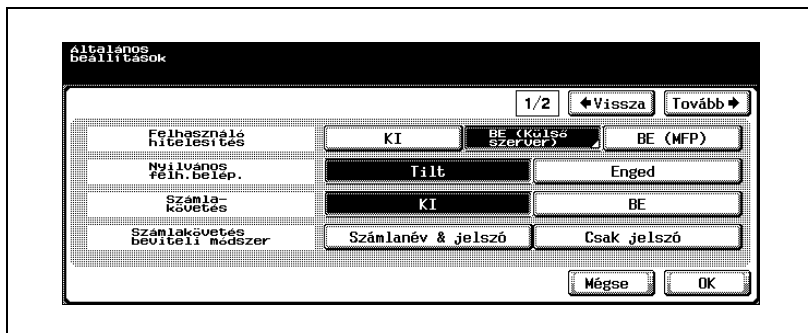 Általános
beállítások
1/2 Vissza Tovább
Felhasználó
hitelesítés
KI BE (Külső
szerver) BE (MFP)
Nyilvános
felh.belép.
Tilt Enged
Számla-
követés
KI BE
Számlakövetés
beviteli módszer
Számlanév & jelszó Csak jelszó
Mégse OK